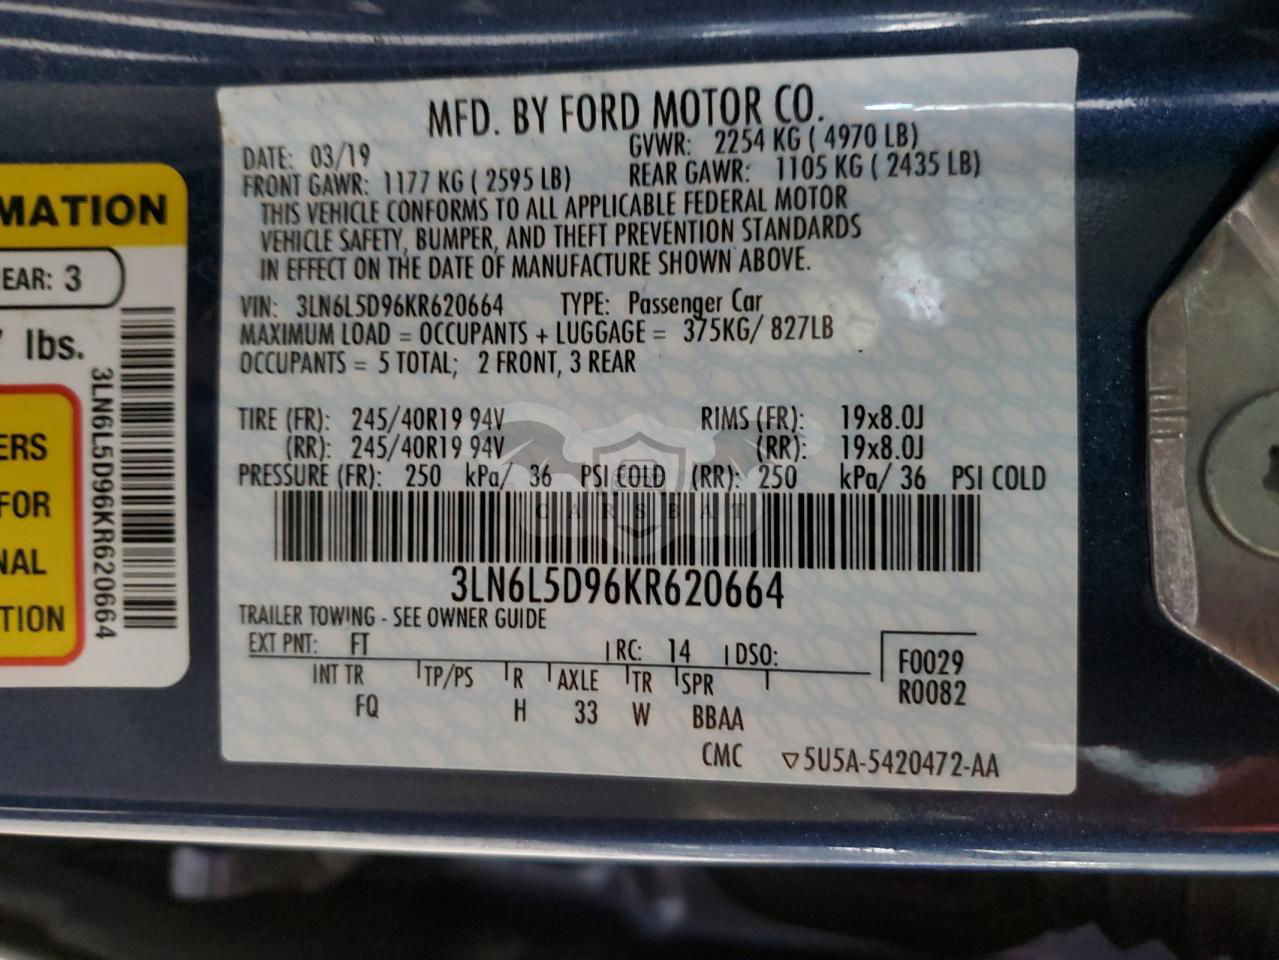 MFD. BY FORD MOTOR CO.
DATE: 03/19 GVWR: 2254 KG ( 4970 LB)
FRONT GAWR: 1177 KG ( 2595 LB) REAR GAWR: 1105 KG ( 2435 LB)
THIS VEHICLE CONFORMS TO ALL APPLICABLE FEDERAL MOTOR
VEHICLE SAFETY, BUMPER, AND THEFT PREVENTION STANDARDS
IN EFFECT ON THE DATE OF MANUFACTURE SHOWN ABOVE.
VIN: 3LN6L5D96KR620664 TYPE: Passenger Car
MAXIMUM LOAD = OCCUPANTS + LUGGAGE = 375KG/ 827LB
OCCUPANTS = 5 TOTAL; 2 FRONT, 3 REAR
TIRE (FR): 245/40R19 94V RIMS (FR): 19x8.0J
(RR): 245/40R19 94V (RR): 19x8.0J
PRESSURE (FR): 250 kPa/ 36 PSI COLD (RR): 250 kPa/ 36 PSI COLD
CARSBAT
3LN6L5D96KR620664
TRAILER TOWING - SEE OWNER GUIDE
EXT PNT: FT RC: 14 DSO: F0029
R0082
INT TR TP/PS R AXLE TR SPR
FQ H 33 W BBAA
CMC ▽5U5A-5420472-AA
MATION
EAR: 3
7 lbs.
ERS
FOR
NAL
TION
3LN6L5D96KR620664